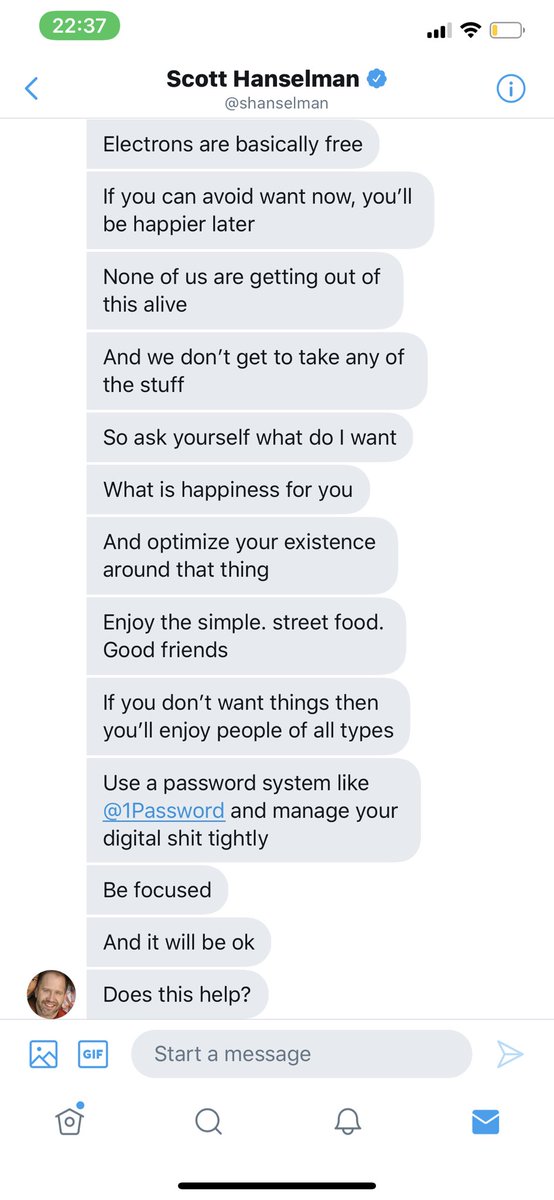 22:37
Scott Hanselman
@shanselman
Electrons are basically free
If you can avoid want now, you’ll
be happier later
None of us are getting out of
this alive
And we don’t get to take any of
the stuff
So ask yourself what do I want
What is happiness for you
And optimize your existence
around that thing
Enjoy the simple. street food.
Good friends
If you don’t want things then
you’ll enjoy people of all types
Use a password system like
@1Password and manage your
digital shit tightly
Be focused
And it will be ok
Does this help?
GIF
Start a message